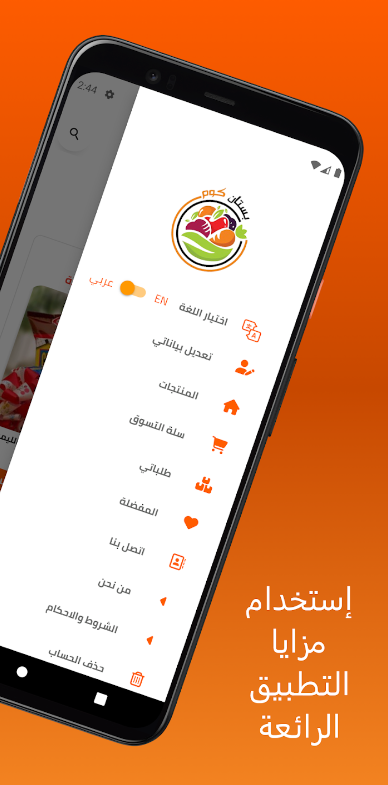 2:44
بستان كوم
عربي
EN
اختيار اللغة
تعديل بياناتي
المنتجات
سلة التسوق
طلباتي
المفضلة
اتصل بنا
من نحن
الشروط والاحكام
حذف الحساب
إستخدام
مزايا
التطبيق
الرائعة